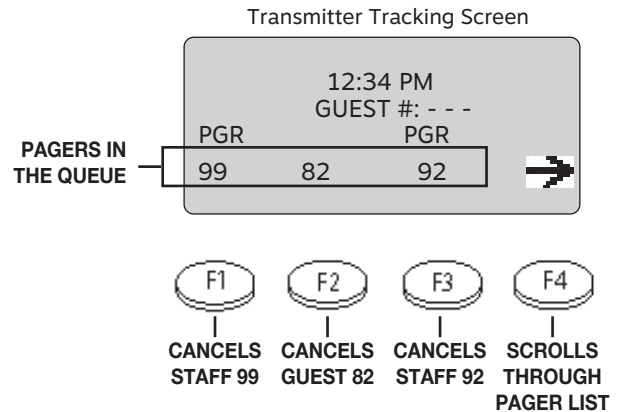 Transmitter Tracking Screen
12:34 PM
GUEST #: - - -
PGR PGR
PAGERS IN
THE QUEUE
99 82 92
F1 F2 F3 F4
CANCELS CANCELS CANCELS SCROLLS
STAFF 99 GUEST 82 STAFF 92 THROUGH
PAGER LIST